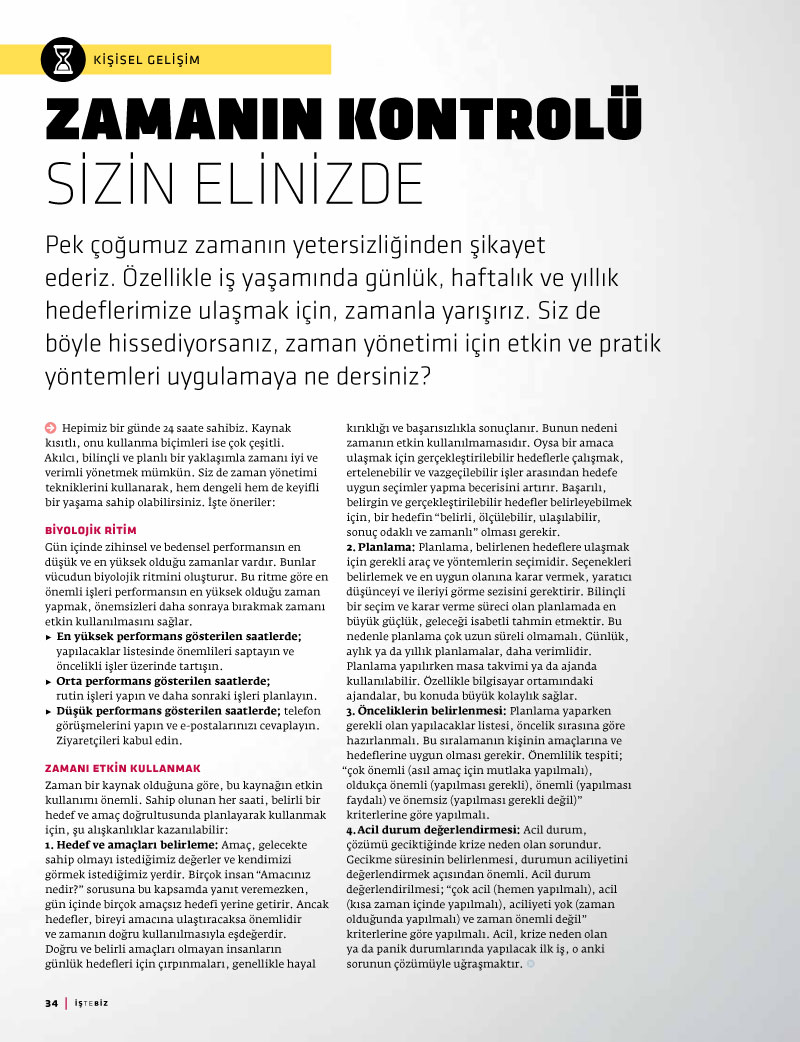 KİŞİSEL GELİŞİM
ZAMANIN KONTROLÜ
SİZİN ELİNİZDE
Pek çoğumuz zamanın yetersizliğinden şikayet
ederiz. Özellikle iş yaşamında günlük, haftalık ve yıllık
hedeflerimize ulaşmak için, zamanla yarışırız. Siz de
böyle hissediyorsanız, zaman yönetimi için etkin ve pratik
yöntemleri uygulamaya ne dersiniz?
Hepimiz bir günde 24 saate sahibiz. Kaynak
kısıtlı, onu kullanma biçimleri ise çok çeşitli.
Akılcı, bilinçli ve planlı bir yaklaşımla zamanı iyi ve
verimli yönetmek mümkün. Siz de zaman yönetimi
tekniklerini kullanarak, hem dengeli hem de keyifli
bir yaşama sahip olabilirsiniz. İşte öneriler:
BİYOLOJİK RİTİM
Gün içinde zihinsel ve bedensel performansın en
düşük ve en yüksek olduğu zamanlar vardır. Bunlar
vücudun biyolojik ritmini oluşturur. Bu ritme göre en
önemli işleri performansın en yüksek olduğu zaman
yapmak, önemsizleri daha sonraya bırakmak zamanı
etkin kullanılmasını sağlar.
▸ En yüksek performans gösterilen saatlerde;
yapılacaklar listesinde önemlileri saptayın ve
öncelikli işler üzerinde tartışın.
▸ Orta performans gösterilen saatlerde;
rutin işleri yapın ve daha sonraki işleri planlayın.
▸ Düşük performans gösterilen saatlerde; telefon
görüşmelerini yapın ve e-postalarınızı cevaplayın.
Ziyaretçileri kabul edin.
ZAMANI ETKİN KULLANMAK
Zaman bir kaynak olduğuna göre, bu kaynağın etkin
kullanımı önemli. Sahip olunan her saati, belirli bir
hedef ve amaç doğrultusunda planlayarak kullanmak
için, şu alışkanlıklar kazanılabilir:
1. Hedef ve amaçları belirleme: Amaç, gelecekte
sahip olmayı istediğimiz değerler ve kendimizi
görmek istediğimiz yerdir. Birçok insan “Amacınız
nedir?” sorusuna bu kapsamda yanıt veremezken,
gün içinde birçok amaçsız hedefi yerine getirir. Ancak
hedefler, bireyi amacına ulaştıracaksa önemlidir
ve zamanın doğru kullanılmasıyla eşdeğerdir.
Doğru ve belirli amaçları olmayan insanların
günlük hedefleri için çırpınmaları, genellikle hayal
kırıklığı ve başarısızlıkla sonuçlanır. Bunun nedeni
zamanın etkin kullanılmamasıdır. Oysa bir amaca
ulaşmak için gerçekleştirilebilir hedeflerle çalışmak,
ertelenebilir ve vazgeçilebilir işler arasından hedefe
uygun seçimler yapma becerisini artırır. Başarılı,
belirgin ve gerçekleştirilebilir hedefler belirleyebilmek
için, bir hedefin “belirli, ölçülebilir, ulaşılabilir,
sonuç odaklı ve zamanlı” olması gerekir.
2. Planlama: Planlama, belirlenen hedeflere ulaşmak
için gerekli araç ve yöntemlerin seçimidir. Seçenekleri
belirlemek ve en uygun olanına karar vermek, yaratıcı
düşünceyi ve ileriyi görme sezisini gerektirir. Bilinçli
bir seçim ve karar verme süreci olan planlamada en
büyük güçlük, geleceği isabetli tahmin etmektir. Bu
nedenle planlama çok uzun süreli olmamalı. Günlük,
aylık ya da yıllık planlamalar, daha verimlidir.
Planlama yapılırken masa takvimi ya da ajanda
kullanılabilir. Özellikle bilgisayar ortamındaki
ajandalar, bu konuda büyük kolaylık sağlar.
3. Önceliklerin belirlenmesi: Planlama yaparken
gerekli olan yapılacaklar listesi, öncelik sırasına göre
hazırlanmalı. Bu sıralamanın kişinin amaçlarına ve
hedeflerine uygun olması gerekir. Önemlilik tespiti;
“çok önemli (asıl amaç için mutlaka yapılmalı),
oldukça önemli (yapılması gerekli), önemli (yapılması
faydalı) ve önemsiz (yapılması gerekli değil)”
kriterlerine göre yapılmalı.
4. Acil durum değerlendirmesi: Acil durum,
çözümü geciktiğinde krize neden olan sorundur.
Gecikme süresinin belirlenmesi, durumun aciliyetini
değerlendirmek açısından önemli. Acil durum
değerlendirilmesi; “çok acil (hemen yapılmalı), acil
(kısa zaman içinde yapılmalı), aciliyeti yok (zaman
olduğunda yapılmalı) ve zaman önemli değil”
kriterlerine göre yapılmalı. Acil, krize neden olan
ya da panik durumlarında yapılacak ilk iş, o anki
sorunun çözümüyle uğraşmaktır.
34 | İŞTEBİZ